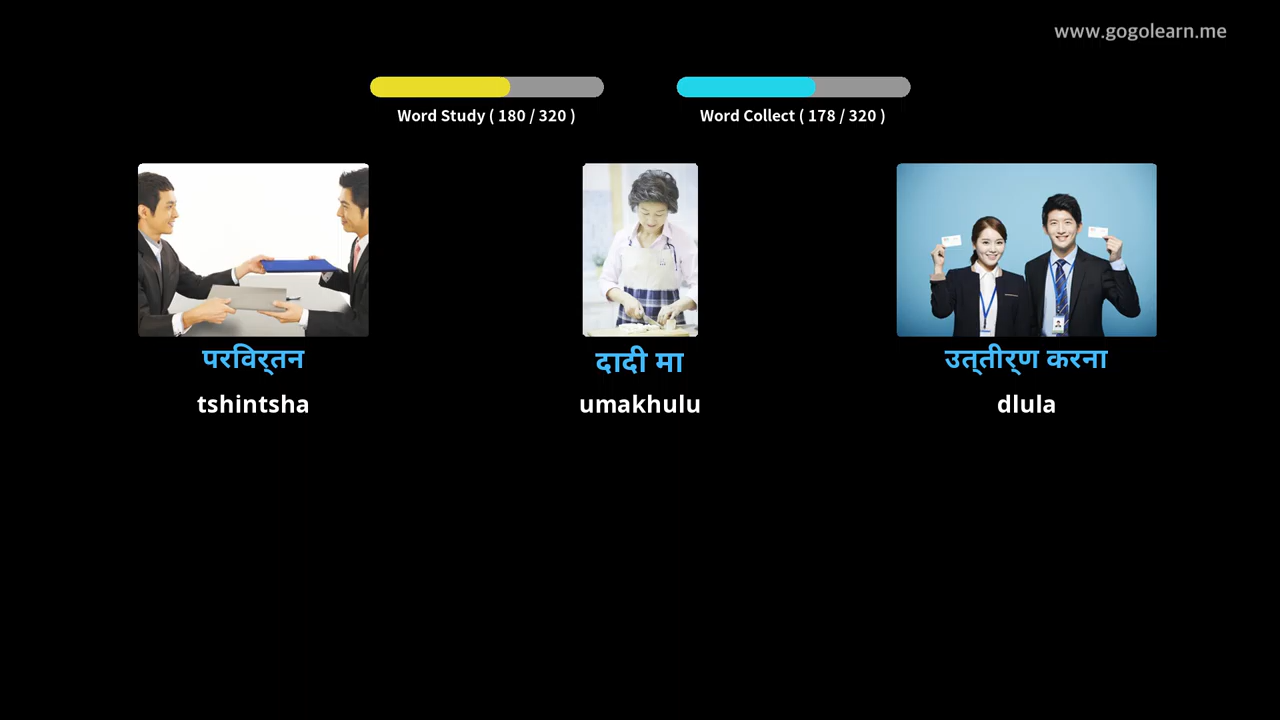 www.gogolearn.me
Word Study ( 180 / 320 )
Word Collect ( 178 / 320 )
परविर्तन
दादी मा
उत्तीर्ण करना
tshintsha
umakhulu
dlula